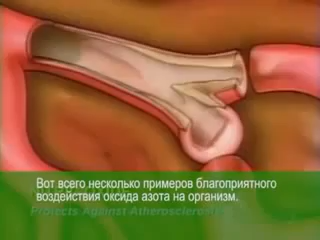 Вот всего несколько примеров благоприятного
воздействия оксида азота на организм.
Protects Against Atherosclerosis